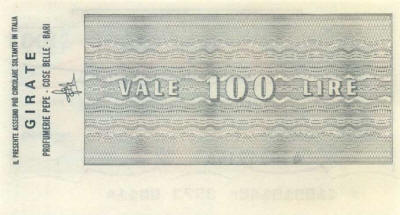 IL PRESENTE ASSEGNO PUÒ CIRCOLARE SOLTANTO IN ITALIA
GIRATE
PROFUMERIE PEPE - COSE BELLE - BARI
VALE 100 LIRE